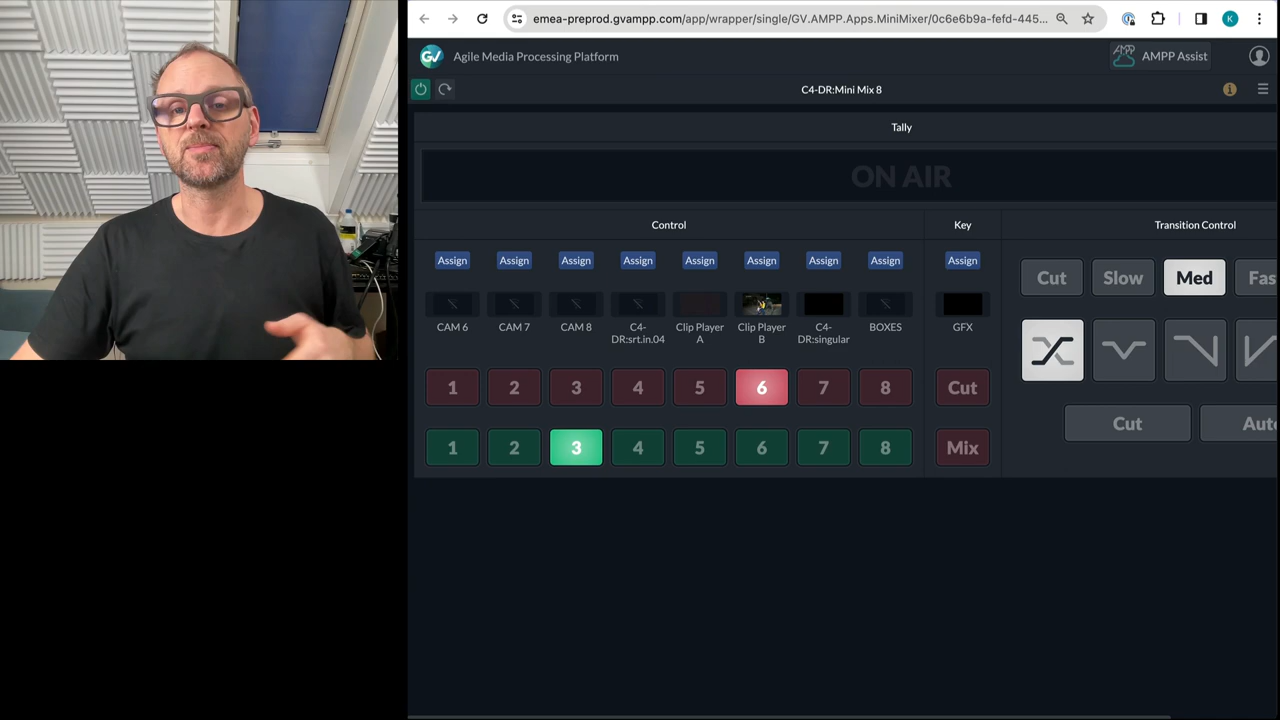 emea-preprod.gvampp.com/app/wrapper/single/GV.AMPP.Apps.MiniMixer/0c6e6b9a-fefd-445...
K
GV
Agile Media Processing Platform
AMPP
AMPP Assist
C4-DR:Mini Mix 8
Tally
ON AIR
Control
Key
Transition Control
Assign Assign Assign Assign Assign Assign Assign Assign Assign
Cut Slow Med Fas
CAM 6 CAM 7 CAM 8 C4-DR:srt.in.04 Clip Player A Clip Player B C4-DR:singular BOXES GFX
1 2 3 4 5 6 7 8 Cut
Cut Auto
1 2 3 4 5 6 7 8 Mix